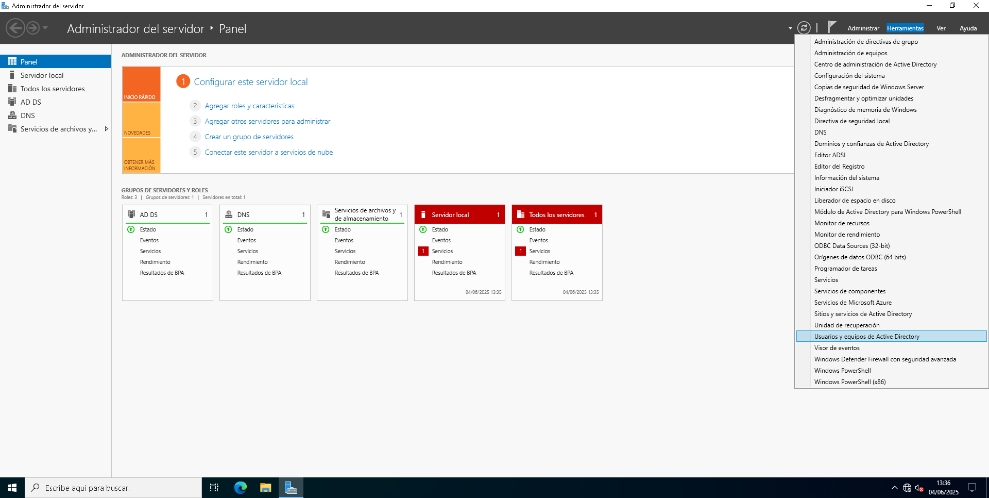 Administrador del servidor
Administrador del servidor
Panel
Administrar
Herramientas
Ver
Ayuda
Panel
Servidor local
Todos los servidores
AD DS
DNS
Servicios de archivos y...
ADMINISTRADOR DEL SERVIDOR
INICIO RÁPIDO
NOVEDADES
OBTENER MÁS
INFORMACIÓN
1 Configurar este servidor local
2 Agregar roles y características
3 Agregar otros servidores para administrar
4 Crear un grupo de servidores
5 Conectar este servidor a servicios de nube
GRUPOS DE SERVIDORES Y ROLES
Roles: 3 | Grupos de servidores: 1 | Servidores en total: 1
AD DS 1
Estado
Eventos
Servicios
Rendimiento
Resultados de BPA
DNS 1
Estado
Eventos
Servicios
Rendimiento
Resultados de BPA
Servicios de archivos y
de almacenamiento 1
Estado
Eventos
Servicios
Rendimiento
Resultados de BPA
Servidor local 1
Estado
Eventos
1 Servicios
Rendimiento
Resultados de BPA
04/06/2025 13:35
Todos los servidores 1
Estado
Eventos
1 Servicios
Rendimiento
Resultados de BPA
04/06/2025 13:35
Administración de directivas de grupo
Administración de equipos
Centro de administración de Active Directory
Configuración del sistema
Copias de seguridad de Windows Server
Desfragmentar y optimizar unidades
Diagnóstico de memoria de Windows
Directiva de seguridad local
DNS
Dominios y confianzas de Active Directory
Editor ADSI
Editor del Registro
Información del sistema
Iniciador iSCSI
Liberador de espacio en disco
Módulo de Active Directory para Windows PowerShell
Monitor de recursos
Monitor de rendimiento
ODBC Data Sources (32-bit)
Orígenes de datos ODBC (64 bits)
Programador de tareas
Servicios
Servicios de componentes
Servicios de Microsoft Azure
Sitios y servicios de Active Directory
Unidad de recuperación
Usuarios y equipos de Active Directory
Visor de eventos
Windows Defender Firewall con seguridad avanzada
Windows PowerShell
Windows PowerShell (x86)
Escribe aquí para buscar
13:36
04/06/2025